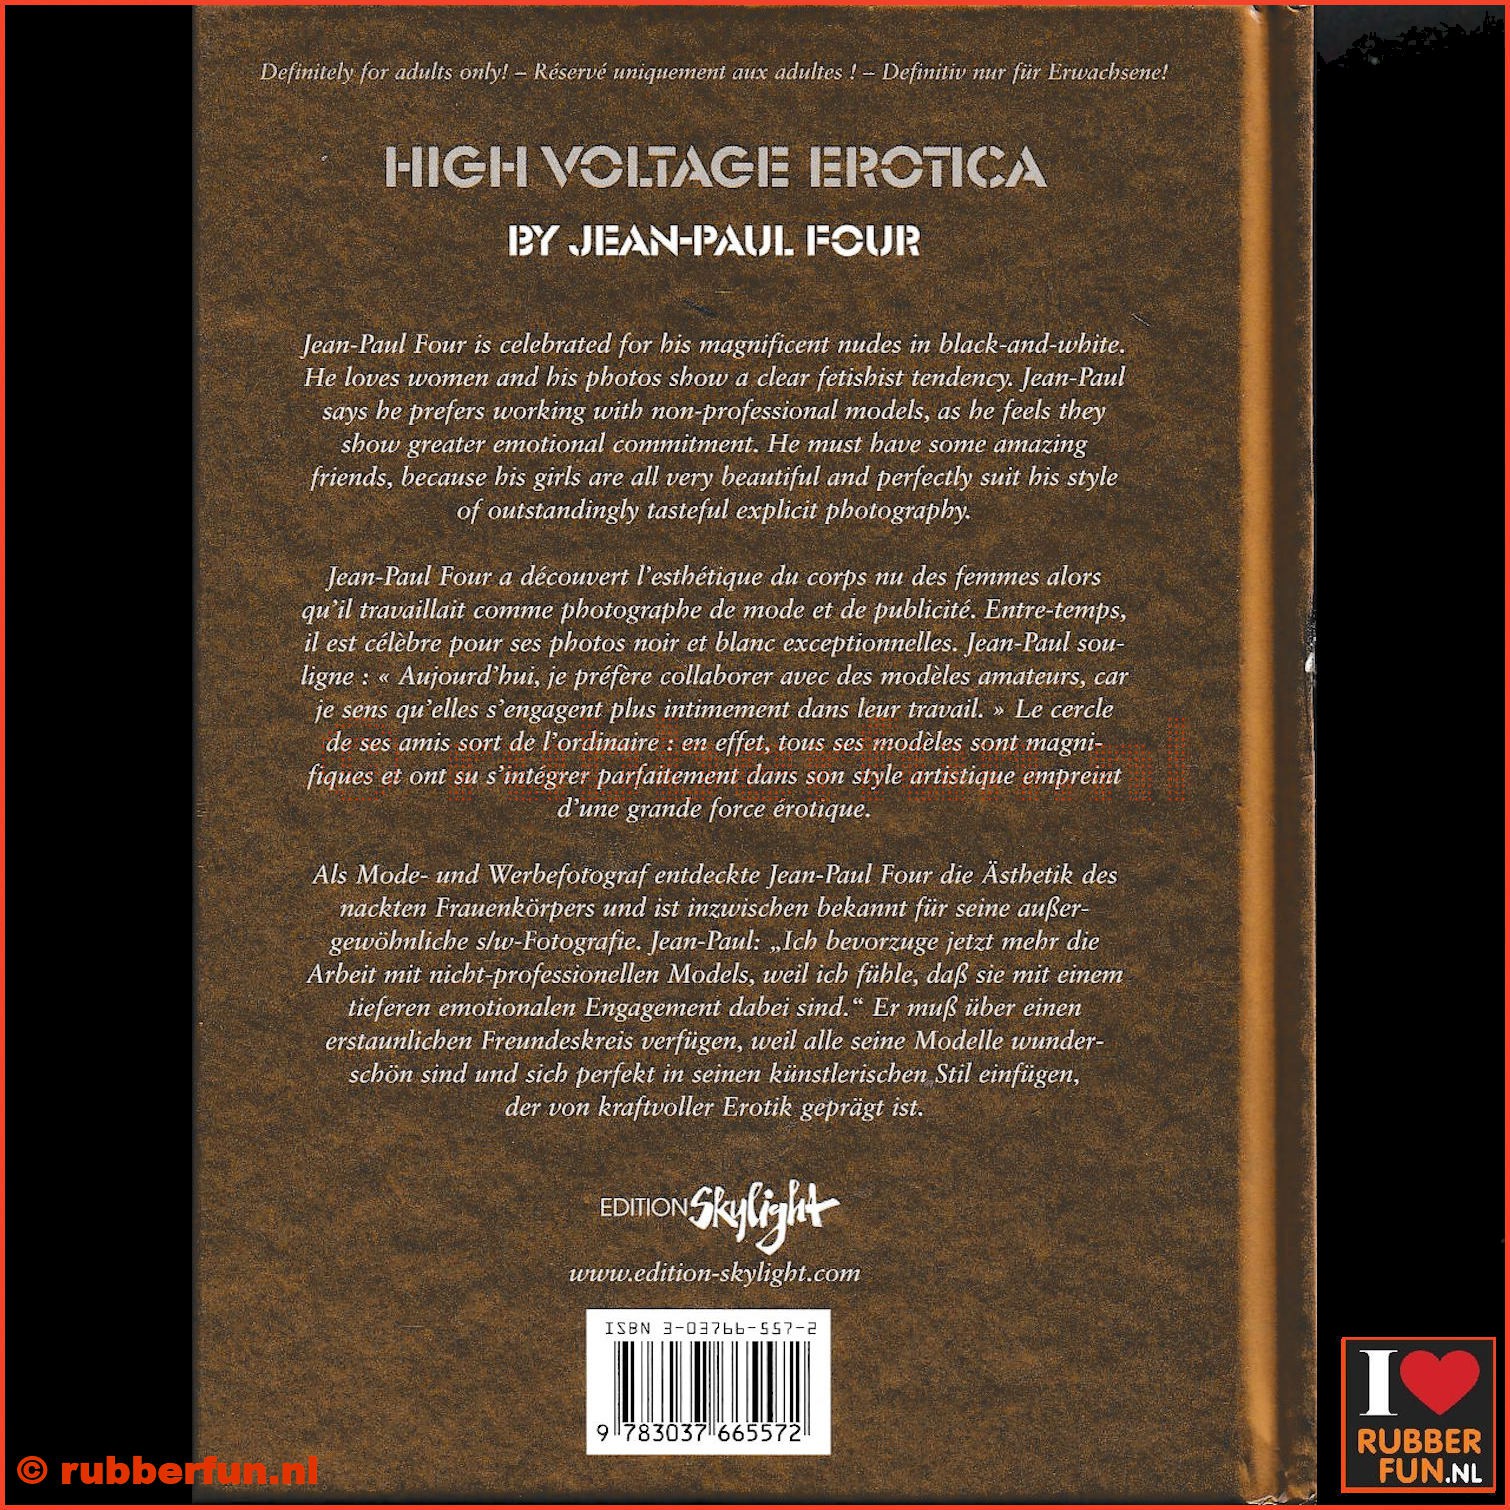 Definitely for adults only! – Réservé uniquement aux adultes ! – Definitiv nur für Erwachsene!
HIGH VOLTAGE EROTICA
BY JEAN-PAUL FOUR
Jean-Paul Four is celebrated for his magnificent nudes in black-and-white.
He loves women and his photos show a clear fetishist tendency. Jean-Paul
says he prefers working with non-professional models, as he feels they
show greater emotional commitment. He must have some amazing
friends, because his girls are all very beautiful and perfectly suit his style
of outstandingly tasteful explicit photography.
Jean-Paul Four a découvert l'esthétique du corps nu des femmes alors
qu'il travaillait comme photographe de mode et de publicité. Entre-temps,
il est célèbre pour ses photos noir et blanc exceptionnelles. Jean-Paul sou-
ligne : « Aujourd'hui, je préfère collaborer avec des modèles amateurs, car
je sens qu'elles s'engagent plus intimement dans leur travail. » Le cercle
de ses amis sort de l'ordinaire : en effet, tous ses modèles sont magni-
fiques et ont su s'intégrer parfaitement dans son style artistique empreint
d'une grande force érotique.
Als Mode- und Werbefotograf entdeckte Jean-Paul Four die Ästhetik des
nackten Frauenkörpers und ist inzwischen bekannt für seine außer-
gewöhnliche s/w-Fotografie. Jean-Paul: „Ich bevorzuge jetzt mehr die
Arbeit mit nicht-professionellen Models, weil ich fühle, daß sie mit einem
tieferen emotionalen Engagement dabei sind.“ Er muß über einen
erstaunlichen Freundeskreis verfügen, weil alle seine Modelle wunder-
schön sind und sich perfekt in seinen künstlerischen Stil einfügen,
der von kraftvoller Erotik geprägt ist.
EDITION Skylight
www.edition-skylight.com
ISBN 3-03766-557-2
9 783037 665572
© rubberfun.nl
I
RUBBER
FUN.NL